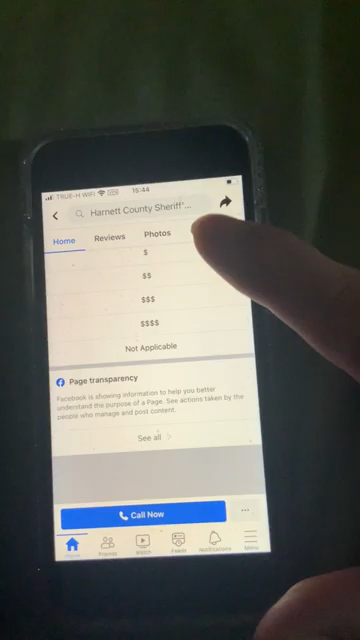 TRUE-H WIFI
18:44
Harnett County Sheriff'...
Home Reviews Photos
$
$$
$$$
$$$$
Not Applicable
Page transparency
Facebook is showing information to help you better
understand the purpose of a Page. See actions taken by the
people who manage and post content.
See all
Call Now
Home Friends Watch Feeds Notifications Menu